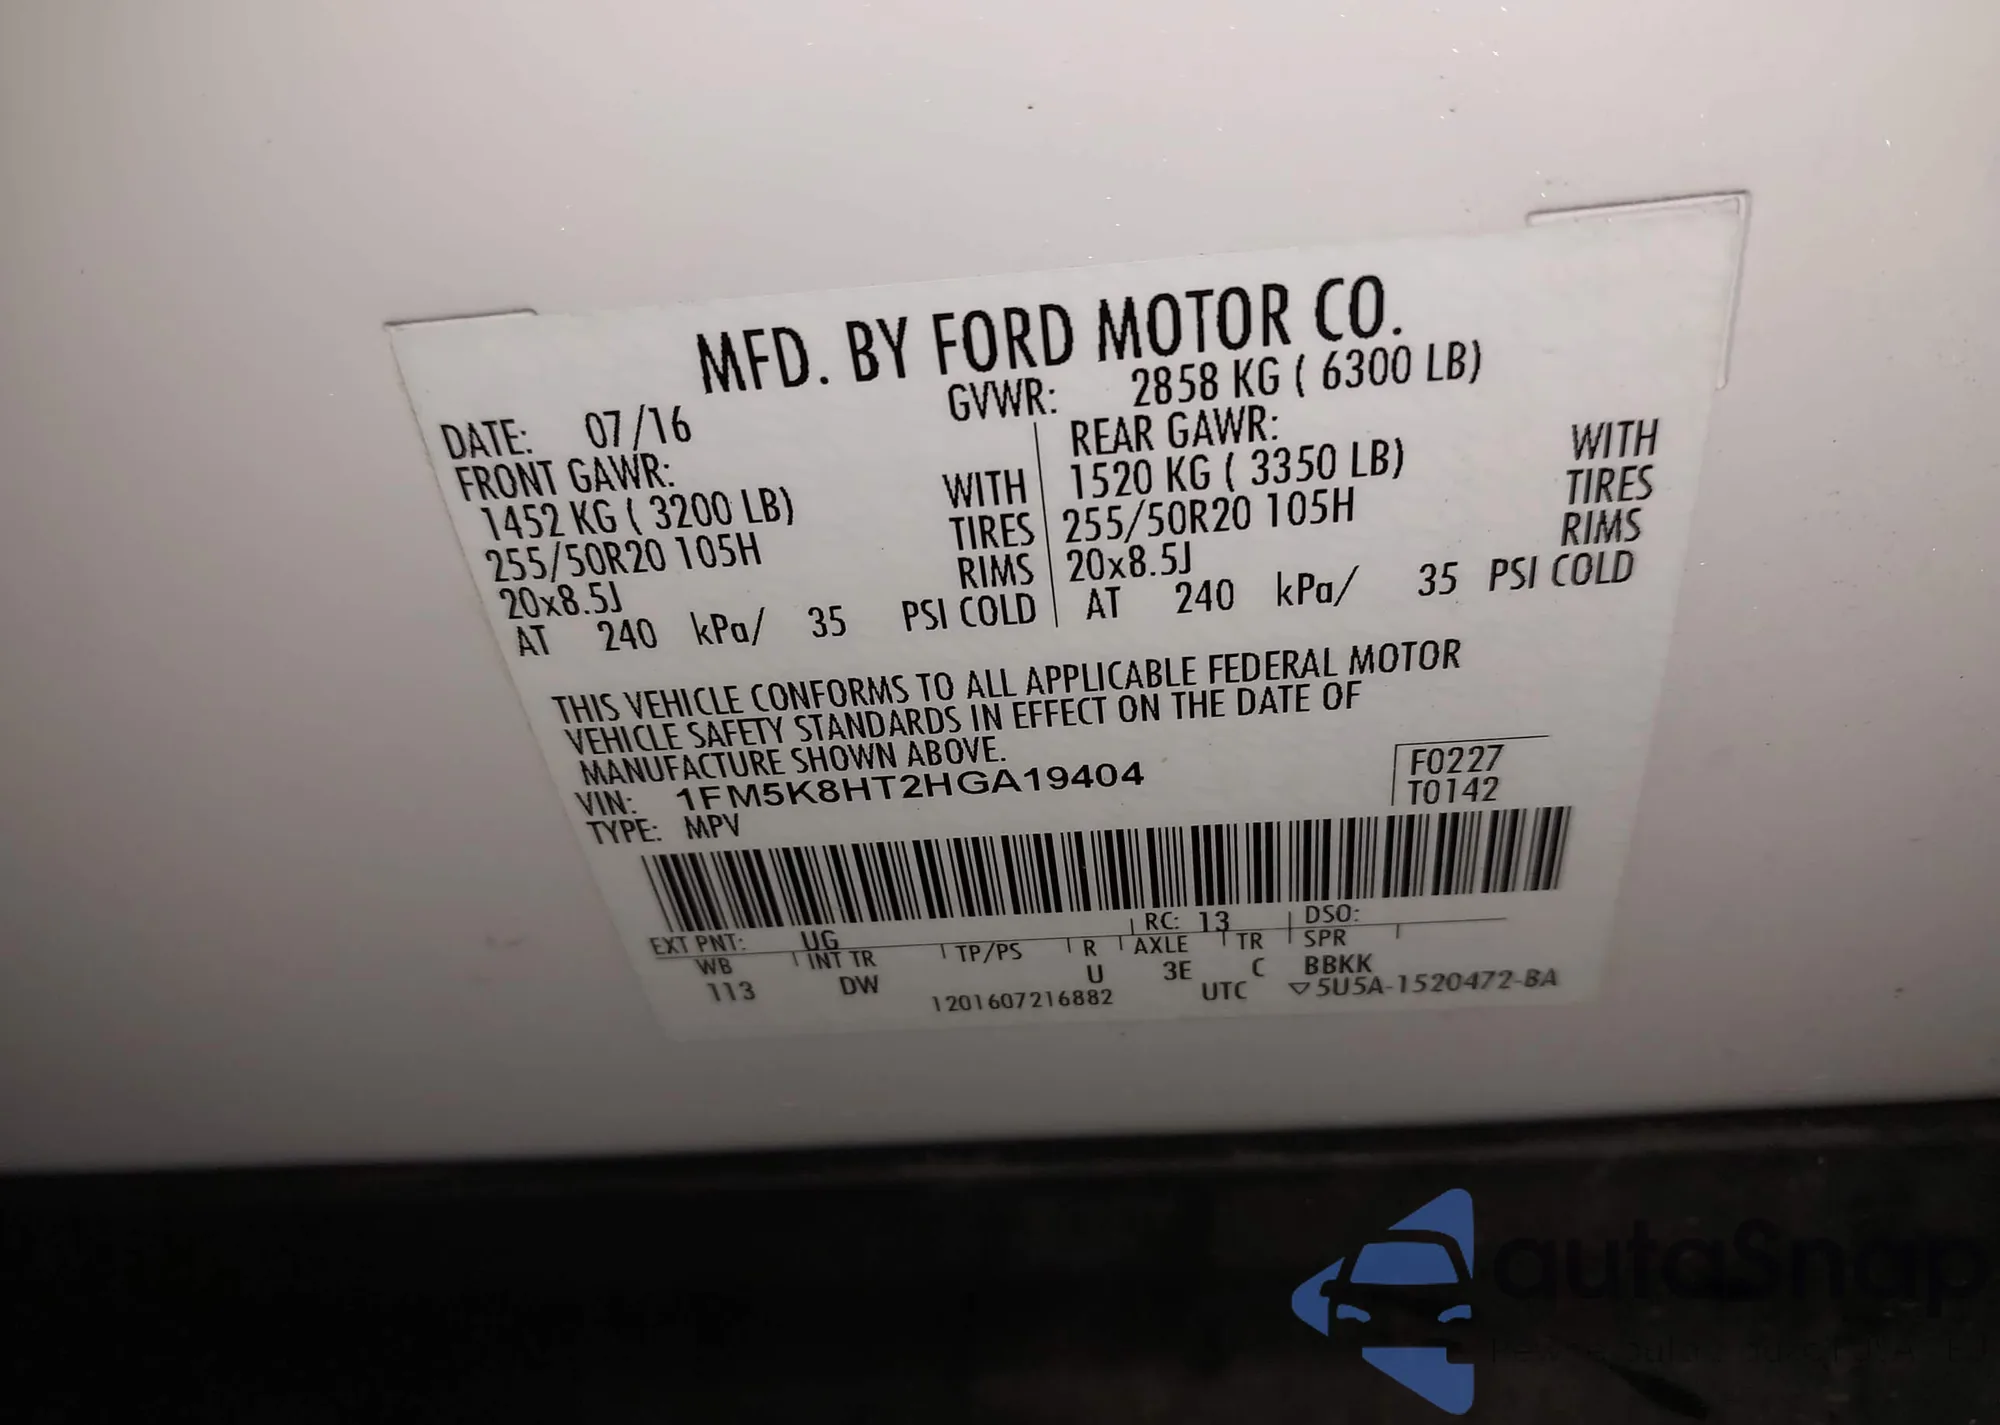 MFD. BY FORD MOTOR CO.
DATE: 07/16 GVWR: 2858 KG ( 6300 LB)
FRONT GAWR: REAR GAWR:
1452 KG ( 3200 LB) WITH 1520 KG ( 3350 LB) WITH
255/50R20 105H TIRES 255/50R20 105H TIRES
20x8.5J RIMS 20x8.5J RIMS
AT 240 kPa/ 35 PSI COLD AT 240 kPa/ 35 PSI COLD
THIS VEHICLE CONFORMS TO ALL APPLICABLE FEDERAL MOTOR
VEHICLE SAFETY STANDARDS IN EFFECT ON THE DATE OF
MANUFACTURE SHOWN ABOVE.
VIN: 1FM5K8HT2HGA19404 F0227
TYPE: MPV T0142
EXT PNT: UG RC: 13 DSO:
WB INT TR TP/PS R AXLE TR SPR
113 DW U 3E C BBKK
1201607216882 UTC ▽5U5A-1520472-BA
autoSnap